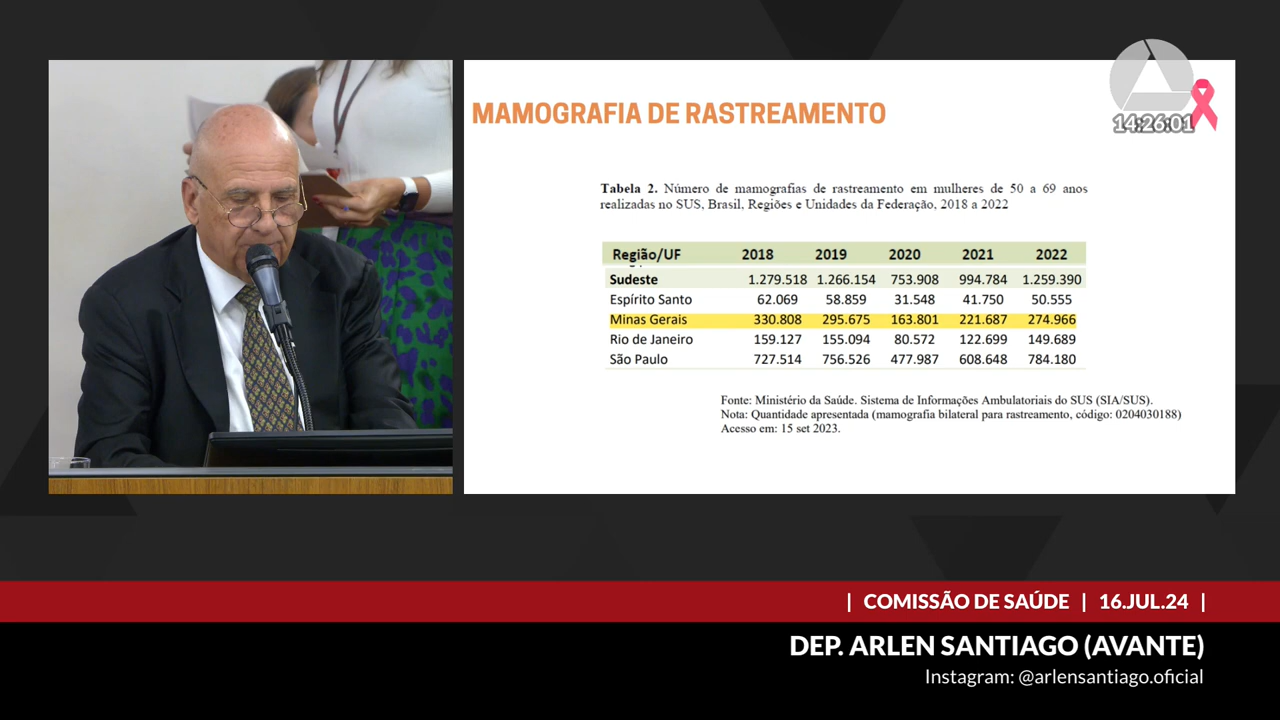 MAMOGRAFIA DE RASTREAMENTO
14:26:01
Tabela 2. Número de mamografias de rastreamento em mulheres de 50 a 69 anos
realizadas no SUS, Brasil, Regiões e Unidades da Federação, 2018 a 2022
Região/UF 2018 2019 2020 2021 2022
Sudeste 1.279.518 1.266.154 753.908 994.784 1.259.390
Espírito Santo 62.069 58.859 31.548 41.750 50.555
Minas Gerais 330.808 295.675 163.801 221.687 274.966
Rio de Janeiro 159.127 155.094 80.572 122.699 149.689
São Paulo 727.514 756.526 477.987 608.648 784.180
Fonte: Ministério da Saúde. Sistema de Informações Ambulatoriais do SUS (SIA/SUS).
Nota: Quantidade apresentada (mamografia bilateral para rastreamento, código: 0204030188)
Acesso em: 15 set 2023.
| COMISSÃO DE SAÚDE | 16.JUL.24 |
DEP. ARLEN SANTIAGO (AVANTE)
Instagram: @arlensantiago.oficial